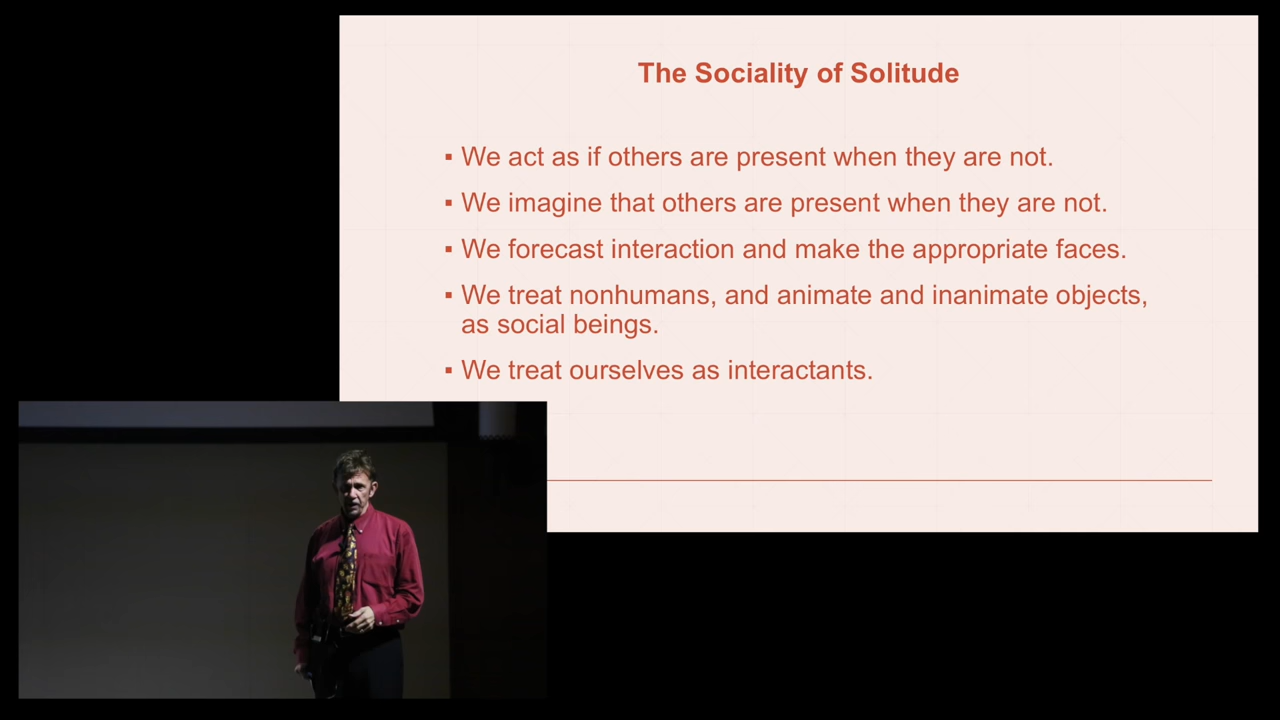 The Sociality of Solitude
▪ We act as if others are present when they are not.
▪ We imagine that others are present when they are not.
▪ We forecast interaction and make the appropriate faces.
▪ We treat nonhumans, and animate and inanimate objects,
as social beings.
▪ We treat ourselves as interactants.